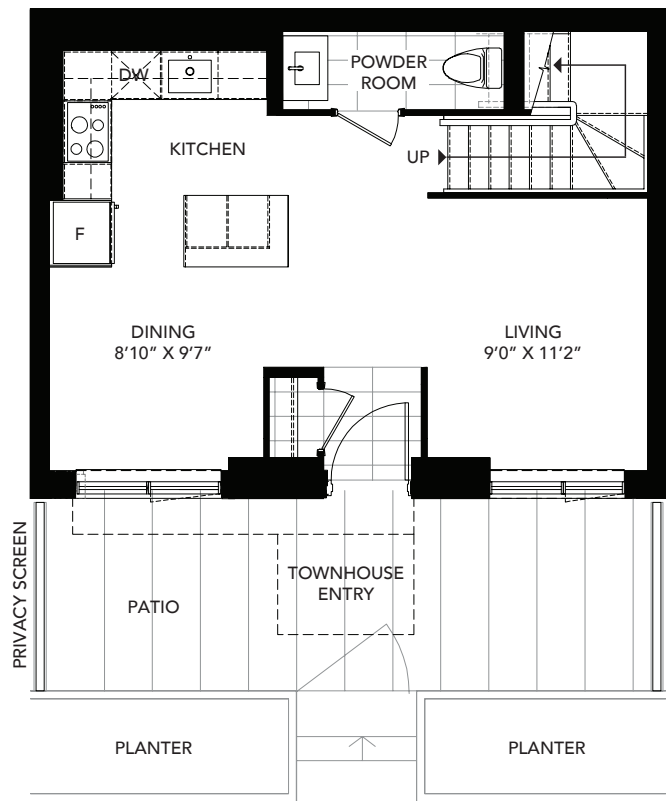 DW
POWDER
ROOM
KITCHEN
UP
F
DINING
8'10" X 9'7"
LIVING
9'0" X 11'2"
PRIVACY SCREEN
TOWNHOUSE
ENTRY
PATIO
PLANTER
PLANTER